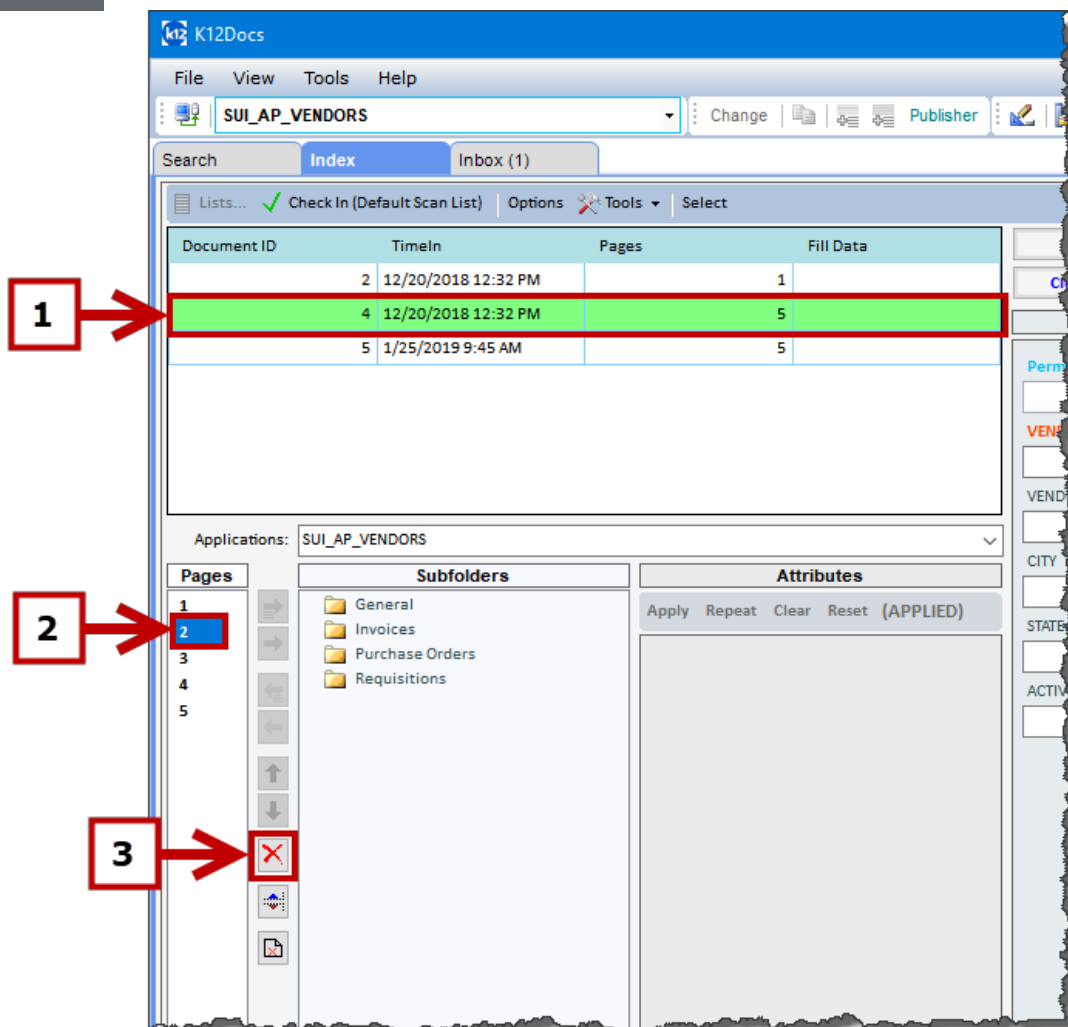 k12 K12Docs
File View Tools Help
SUI_AP_VENDORS Change Publisher
Search Index Inbox (1)
Lists... Check In (Default Scan List) Options Tools Select
Document ID TimeIn Pages Fill Data
2 12/20/2018 12:32 PM 1
1
4 12/20/2018 12:32 PM 5
5 1/25/2019 9:45 AM 5
VEND
Applications: SUI_AP_VENDORS
CITY
Pages Subfolders Attributes
1 General
Apply Repeat Clear Reset (APPLIED)
2
2 Invoices
STATE
3 Purchase Orders
4 Requisitions
5
3